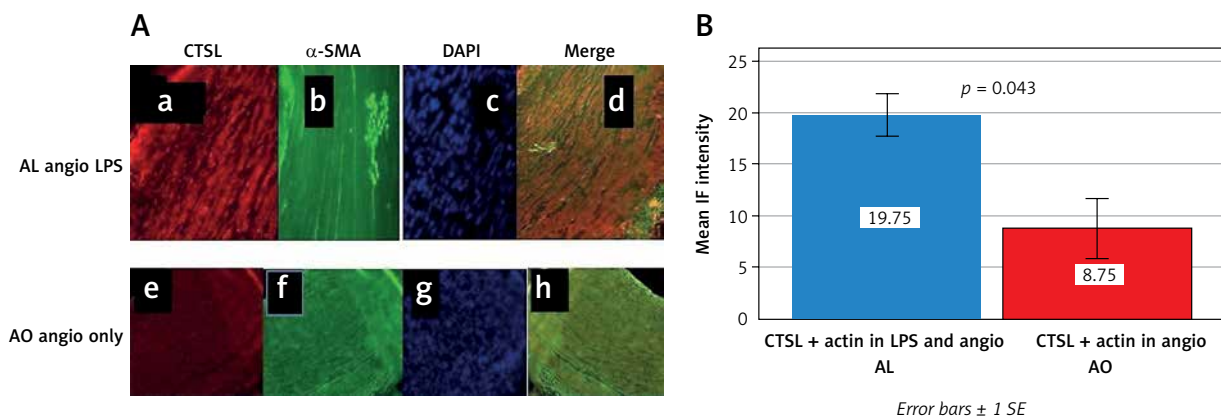 A
CTSL α-SMA DAPI Merge
AL angio LPS
a b c d
AO angio only
e f g h
B
p = 0.043
Mean IF intensity
25
20
15
10
5
0
19.75
8.75
CTSL + actin in LPS and angio
AL
CTSL + actin in angio
AO
Error bars ± 1 SE